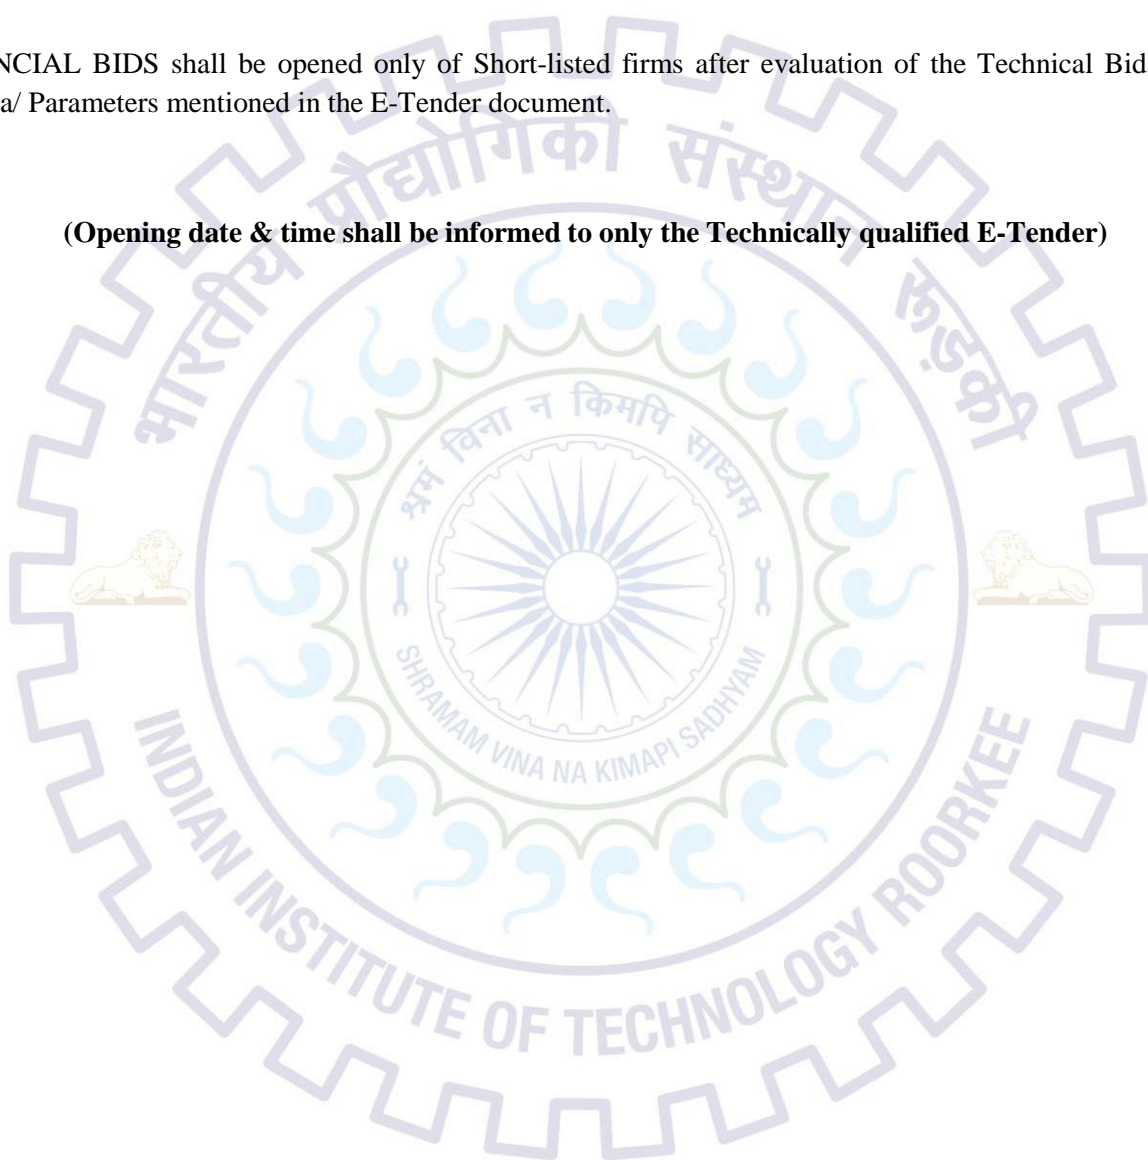 NCIAL BIDS shall be opened only of Short-listed firms after evaluation of the Technical Bid
a/ Parameters mentioned in the E-Tender document.
(Opening date & time shall be informed to only the Technically qualified E-Tender)
भारतीय प्रौद्योगिकी संस्थान रूड़की
श्रमं विना न किमपि साध्यम
SHRAMAM VINA NA KIMAPI SADHYAM
INDIAN INSTITUTE OF TECHNOLOGY ROORKEE